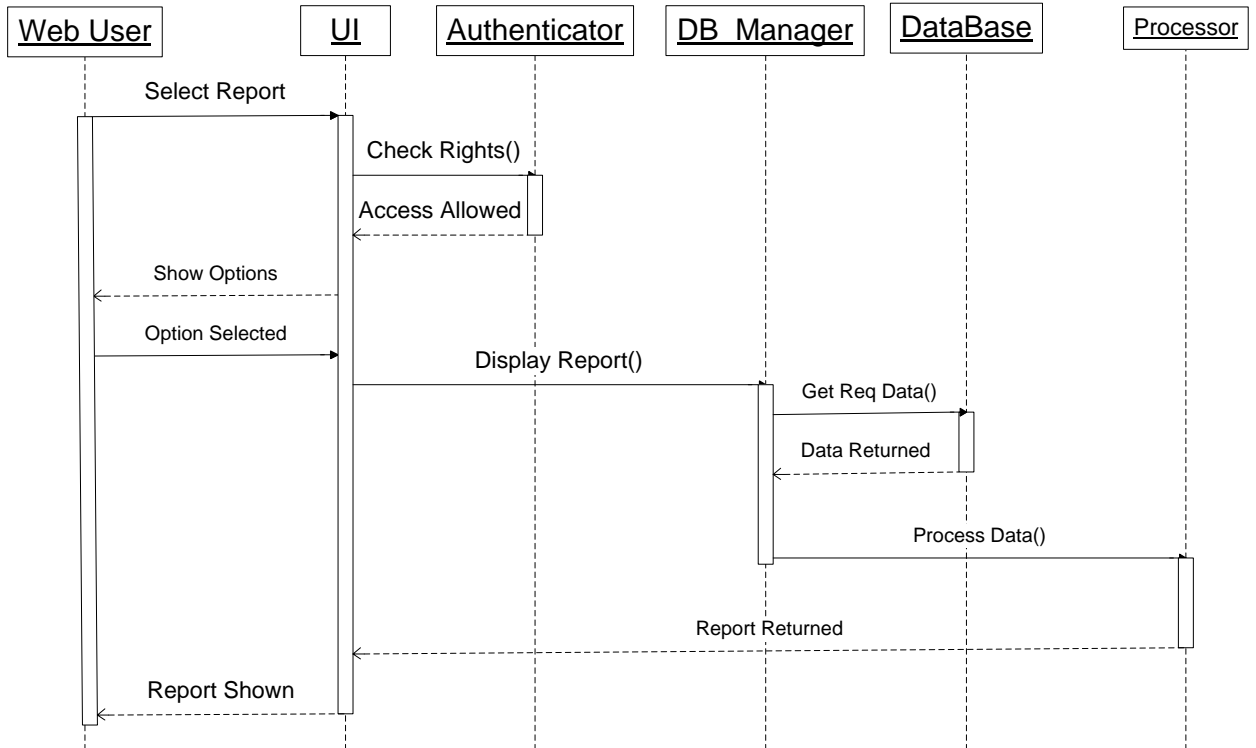 Web User
UI
Authenticator
DB_Manager
DataBase
Processor
Select Report
Check Rights()
Access Allowed
Show Options
Option Selected
Display Report()
Get Req Data()
Data Returned
Process Data()
Report Returned
Report Shown